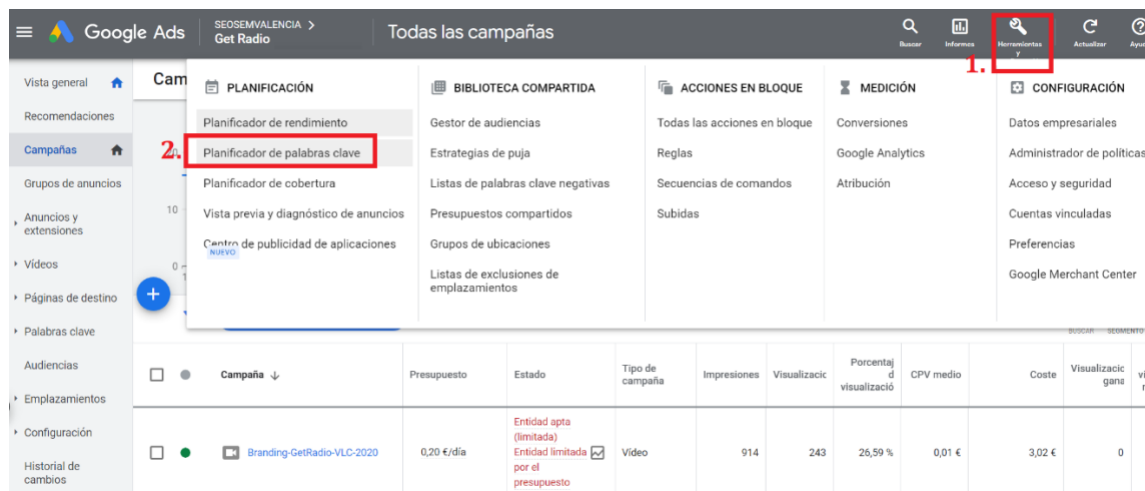 Google Ads
SEOSEMVALENCIA >
Get Radio
Todas las campañas
Buscar
Informes
Herramientas
y
Actualizar
1.
Vista general
Recomendaciones
Campañas
Grupos de anuncios
Anuncios y
extensiones
Vídeos
Páginas de destino
Palabras clave
Audiencias
Emplazamientos
Configuración
Historial de
cambios
Cam
10
0
PLANIFICACIÓN
Planificador de rendimiento
2.
Planificador de palabras clave
Planificador de cobertura
Vista previa y diagnóstico de anuncios
Centro de publicidad de aplicaciones
NUEVO
BIBLIOTECA COMPARTIDA
Gestor de audiencias
Estrategias de puja
Listas de palabras clave negativas
Presupuestos compartidos
Grupos de ubicaciones
Listas de exclusiones de
emplazamientos
ACCIONES EN BLOQUE
Todas las acciones en bloque
Reglas
Secuencias de comandos
Subidas
MEDICIÓN
Conversiones
Google Analytics
Atribución
CONFIGURACIÓN
Datos empresariales
Administrador de políticas
Acceso y seguridad
Cuentas vinculadas
Preferencias
Google Merchant Center
BUSCAR SEGMENTO
Campaña ↓
Presupuesto
Estado
Tipo de
campaña
Impresiones
Visualizacic
Porcentaj
d
visualizació
CPV medio
Coste
Visualizacic
gana
Branding-GetRadio-VLC-2020
0,20 €/día
Entidad apta
(limitada)
Entidad limitada
por el
presupuesto
Vídeo
914
243
26,59 %
0,01 €
3,02 €
0